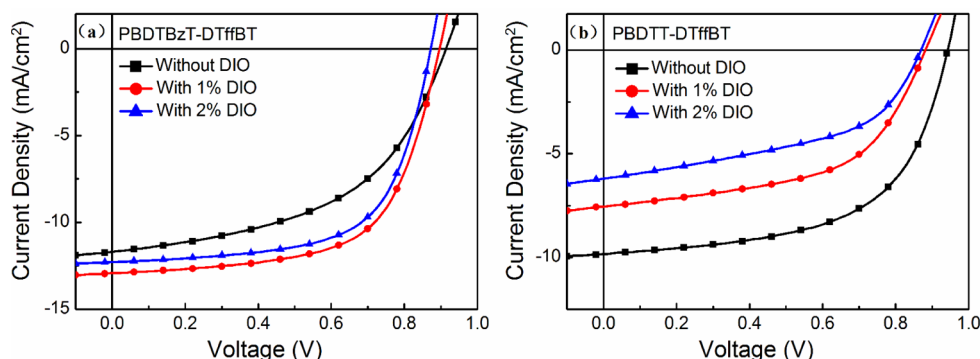 (a) PBDTBzT-DTffBT
Without DIO
With 1% DIO
With 2% DIO
Current Density (mA/cm²)
0
-5
-10
-15
0.0 0.2 0.4 0.6 0.8 1.0
Voltage (V)
(b) PBDTT-DTffBT
Without DIO
With 1% DIO
With 2% DIO
Current Density (mA/cm²)
0
-5
-10
0.0 0.2 0.4 0.6 0.8 1.0
Voltage (V)